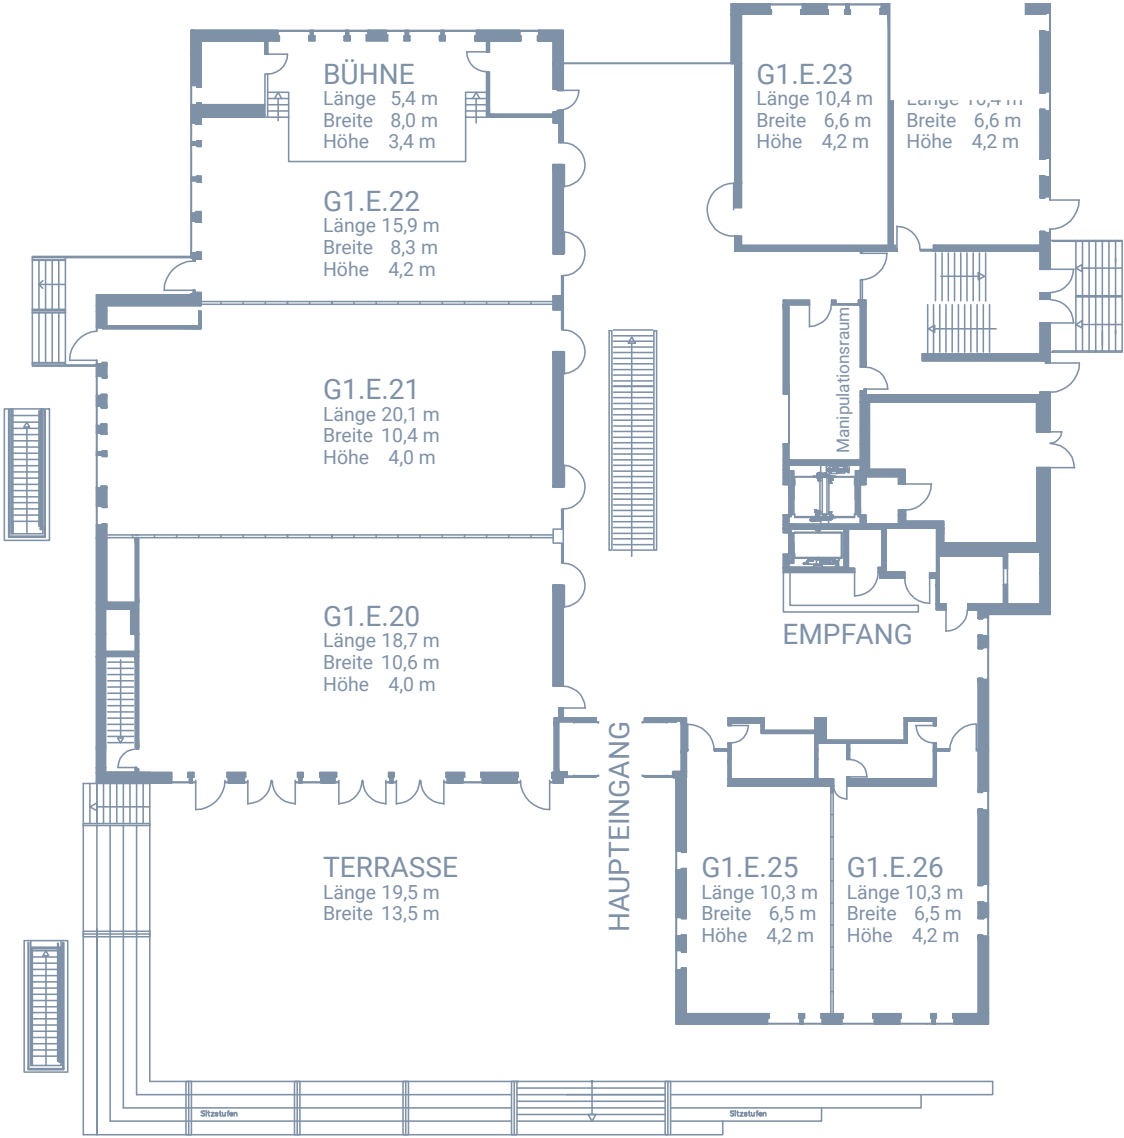 BÜHNE
Länge 5,4 m
Breite 8,0 m
Höhe 3,4 m
G1.E.23
Länge 10,4 m
Breite 6,6 m
Höhe 4,2 m
Länge 10,4 m
Breite 6,6 m
Höhe 4,2 m
G1.E.22
Länge 15,9 m
Breite 8,3 m
Höhe 4,2 m
Manipulationsraum
G1.E.21
Länge 20,1 m
Breite 10,4 m
Höhe 4,0 m
G1.E.20
Länge 18,7 m
Breite 10,6 m
Höhe 4,0 m
EMPFANG
HAUPTEINGANG
TERRASSE
Länge 19,5 m
Breite 13,5 m
G1.E.25
Länge 10,3 m
Breite 6,5 m
Höhe 4,2 m
G1.E.26
Länge 10,3 m
Breite 6,5 m
Höhe 4,2 m
Sitzstufen
Sitzstufen